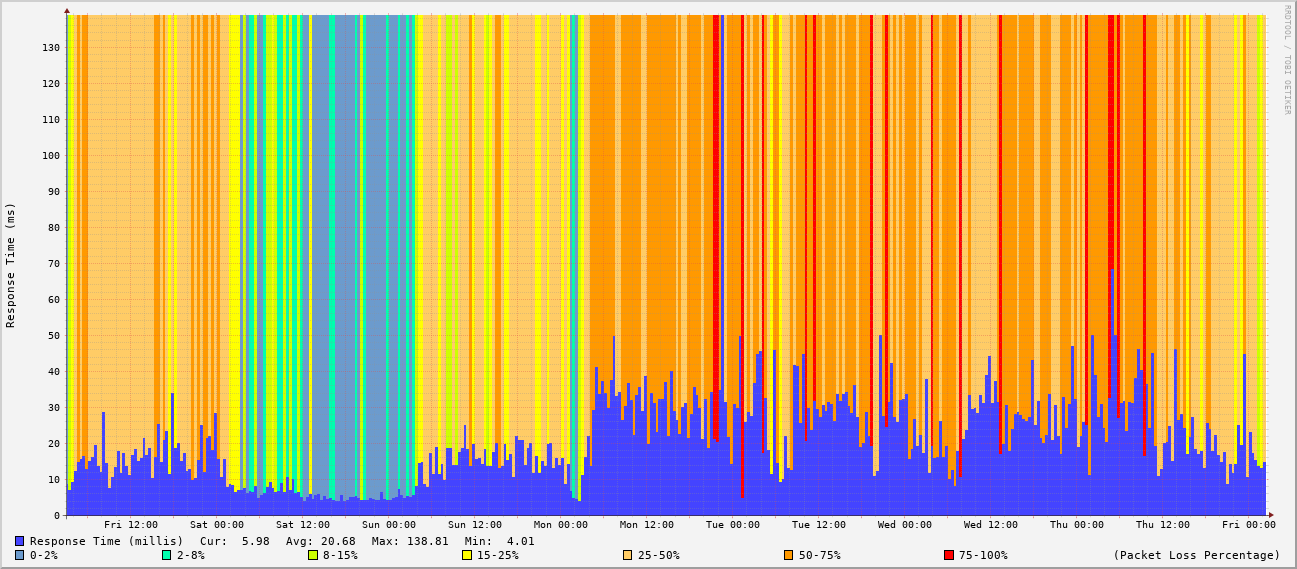 RRDTOOL / TOBI OETIKER
Response Time (ms)
130
120
110
100
90
80
70
60
50
40
30
20
10
0
Fri 12:00 Sat 00:00 Sat 12:00 Sun 00:00 Sun 12:00 Mon 00:00 Mon 12:00 Tue 00:00 Tue 12:00 Wed 00:00 Wed 12:00 Thu 00:00 Thu 12:00 Fri 00:00
Response Time (millis) Cur: 5.98 Avg: 20.68 Max: 138.81 Min: 4.01
0-2% 2-8% 8-15% 15-25% 25-50% 50-75% 75-100% (Packet Loss Percentage)